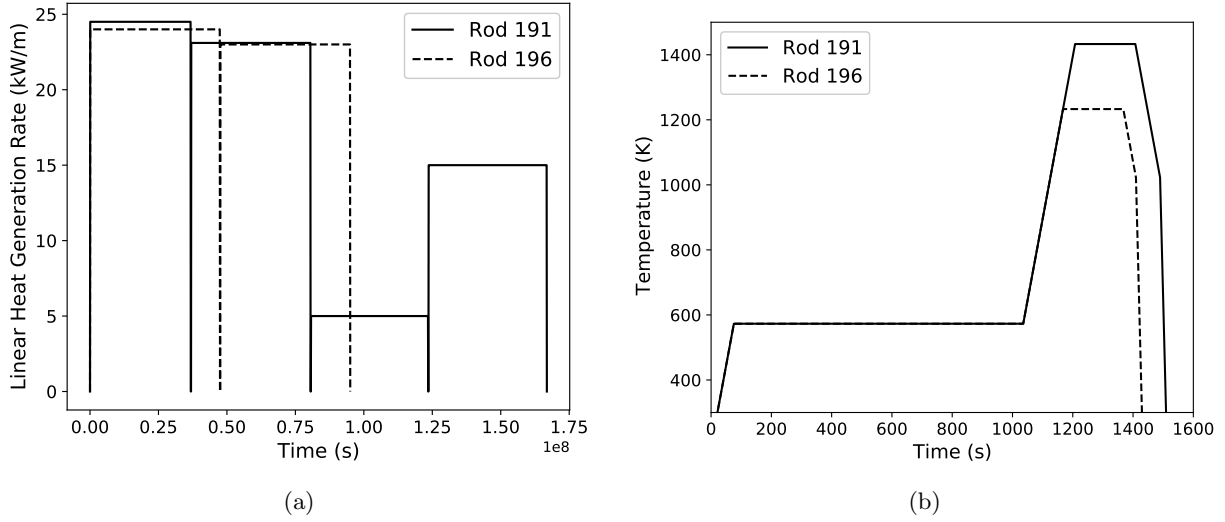 25
20
15
10
5
0
Linear Heat Generation Rate (kW/m)
Rod 191
Rod 196
0.00 0.25 0.50 0.75 1.00 1.25 1.50 1.75
1e8
Time (s)
(a)
1400
1200
1000
800
600
400
Temperature (K)
Rod 191
Rod 196
0 200 400 600 800 1000 1200 1400 1600
Time (s)
(b)